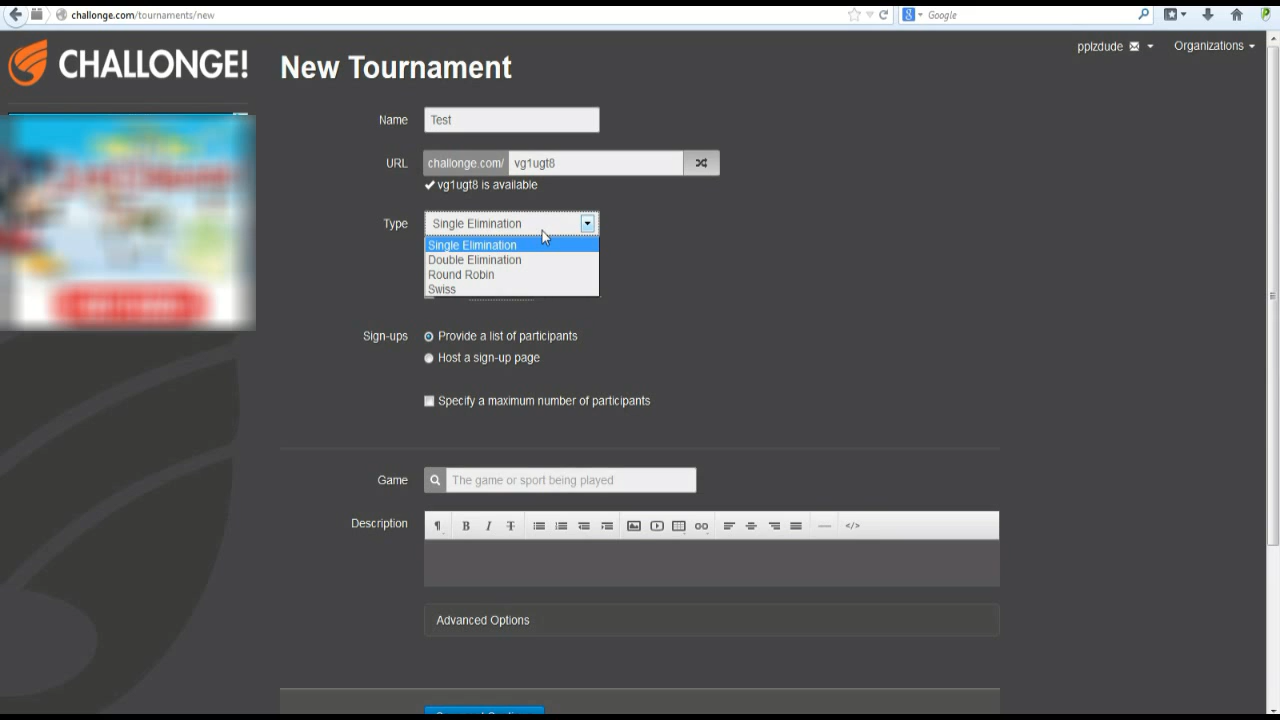 challonge.com/tournaments/new
Google
CHALLONGE!
pplzdude
Organizations
New Tournament
Name
Test
URL
challonge.com/
vg1ugt8
vg1ugt8 is available
Type
Single Elimination
Single Elimination
Double Elimination
Round Robin
Swiss
Sign-ups
Provide a list of participants
Host a sign-up page
Specify a maximum number of participants
Game
The game or sport being played
Description
Advanced Options